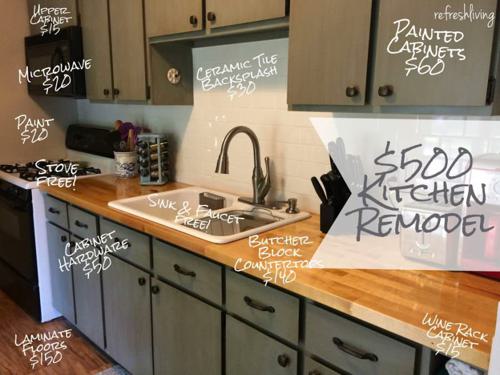 refreshliving
Upper
Cabinet
$15
Painted
Cabinets
$60
Microwave
$20
Ceramic Tile
Backsplash
$30
Paint
$20
$500
Kitchen
Remodel
Stove
Free!
Sink & Faucet
Free!
Cabinet
Hardware
$50
Butcher
Block
Countertops
$140
Laminate
Floors
$150
Wine Rack
Cabinet
$15